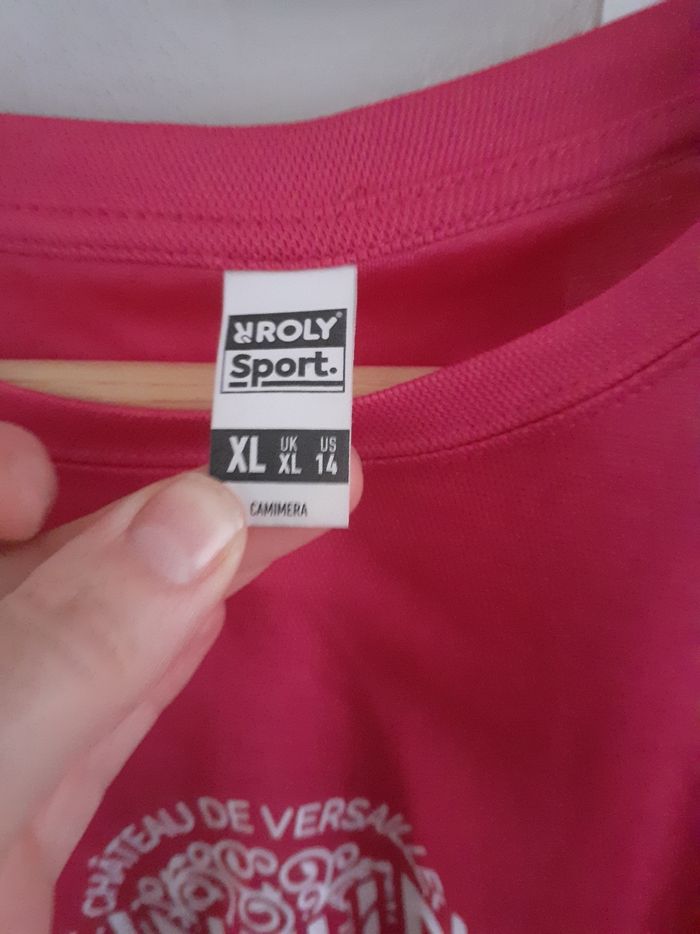 ROLY®
Sport.
XL UK XL US 14
CAMIMERA
CHÂTEAU DE VERSAILLES